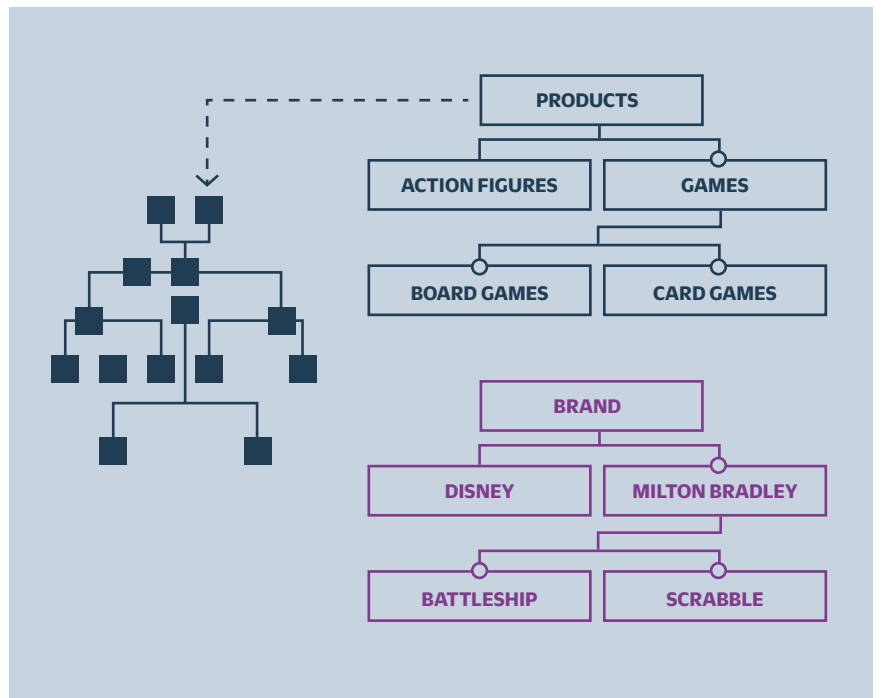 PRODUCTS
ACTION FIGURES
GAMES
BOARD GAMES
CARD GAMES
BRAND
DISNEY
MILTON BRADLEY
BATTLESHIP
SCRABBLE